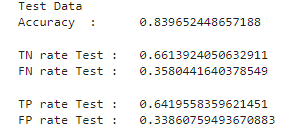 Test Data
Accuracy : 0.839652448657188
TN rate Test : 0.6613924050632911
FN rate Test : 0.3580441640378549
TP rate Test : 0.6419558359621451
FP rate Test : 0.33860759493670883